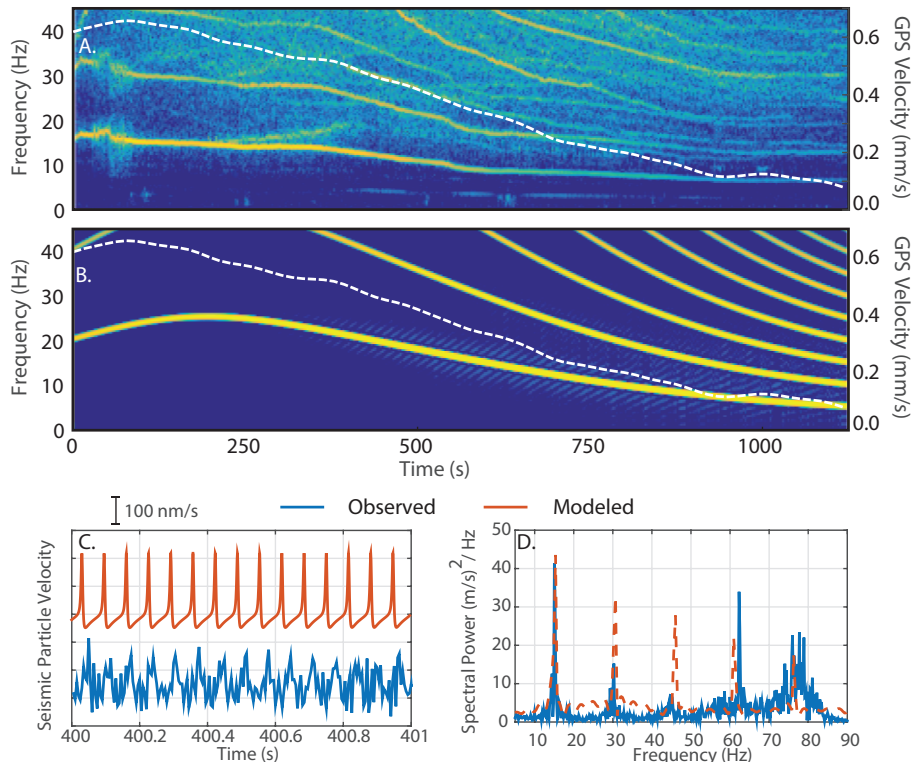 A.
Frequency (Hz)
40
30
20
10
0
GPS Velocity (mm/s)
0.6
0.4
0.2
0.0
B.
Frequency (Hz)
40
30
20
10
0
GPS Velocity (mm/s)
0.6
0.4
0.2
0.0
0
250
500
750
1000
Time (s)
100 nm/s
Observed
Modeled
C.
Seismic Particle Velocity
400
400.2
400.4
400.6
400.8
401
Time (s)
D.
Spectral Power (m/s)²/ Hz
50
40
30
20
10
0
10
20
30
40
50
60
70
80
90
Frequency (Hz)